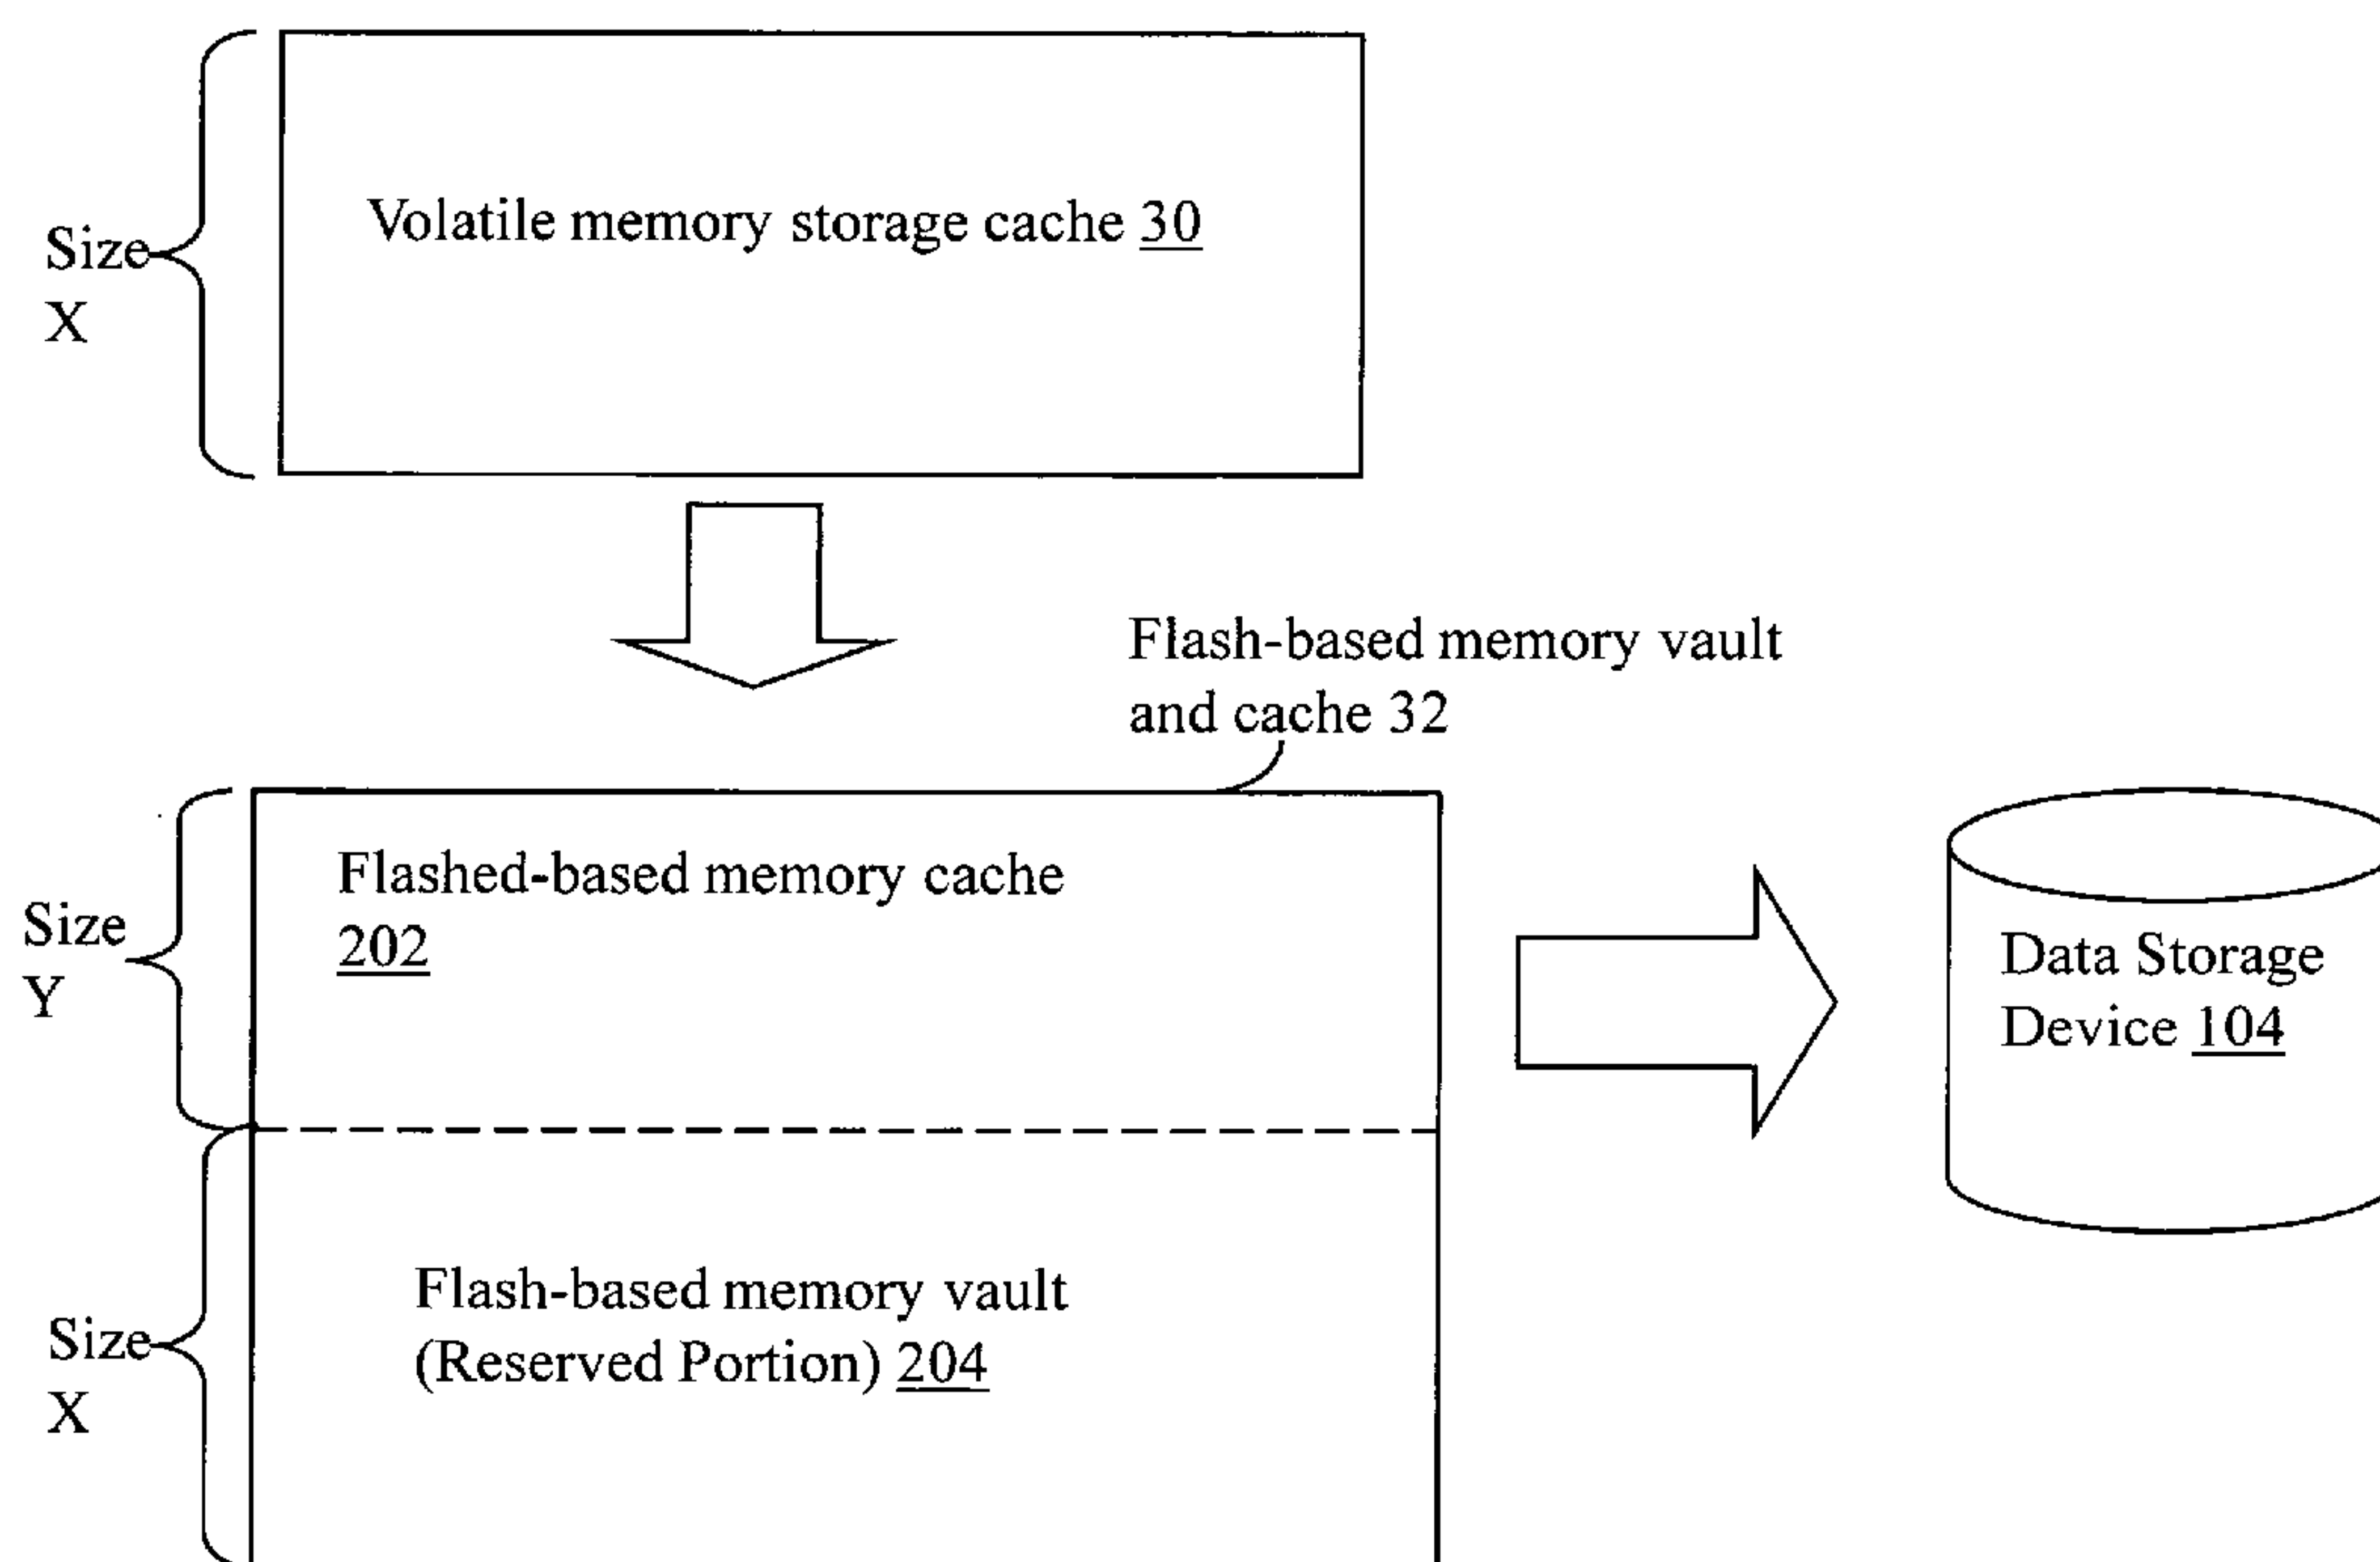 Volatile memory storage cache 30
Size
X
Flash-based memory vault
and cache 32
Flashed-based memory cache
202
Size
Y
Data Storage
Device 104
Flash-based memory vault
(Reserved Portion) 204
Size
X